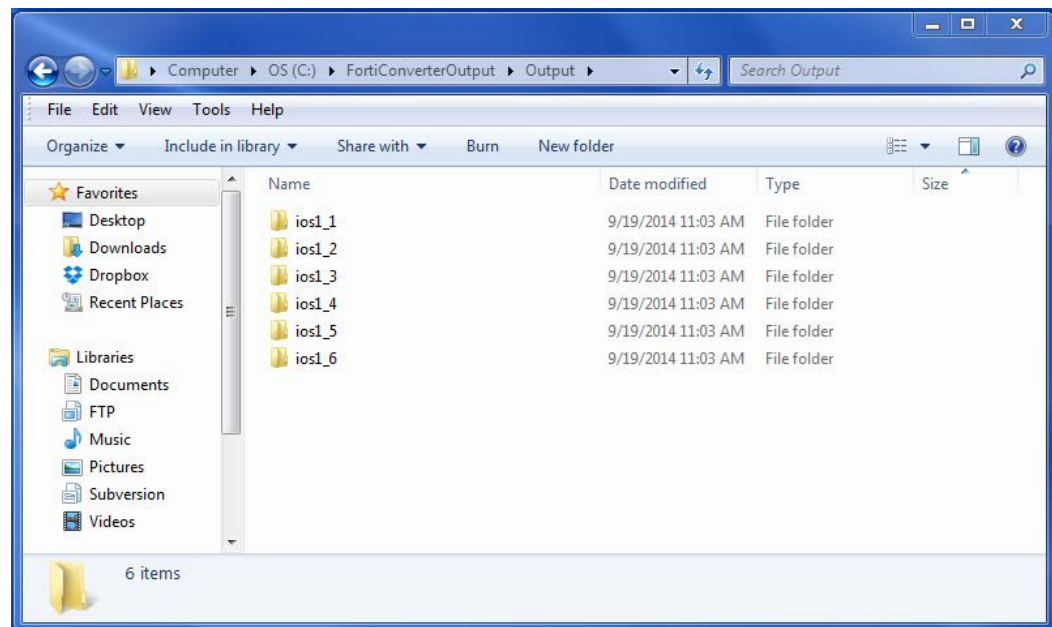 Computer OS (C:) FortiConverterOutput Output Search Output
File Edit View Tools Help
Organize Include in library Share with Burn New folder
Favorites
Desktop
Downloads
Dropbox
Recent Places
Libraries
Documents
FTP
Music
Pictures
Subversion
Videos
Name Date modified Type Size
ios1_1 9/19/2014 11:03 AM File folder
ios1_2 9/19/2014 11:03 AM File folder
ios1_3 9/19/2014 11:03 AM File folder
ios1_4 9/19/2014 11:03 AM File folder
ios1_5 9/19/2014 11:03 AM File folder
ios1_6 9/19/2014 11:03 AM File folder
6 items